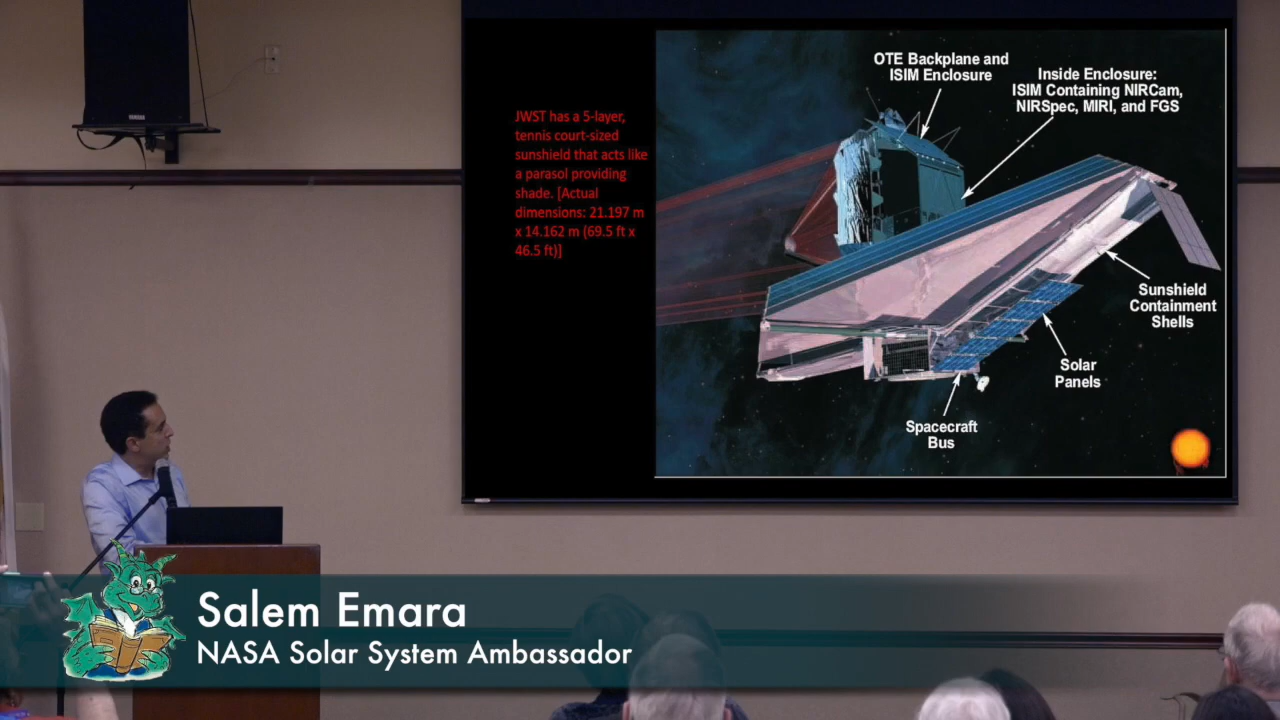 JWST has a 5-layer,
tennis court-sized
sunshield that acts like
a parasol providing
shade. [Actual
dimensions: 21.197 m
x 14.162 m (69.5 ft x
46.5 ft)]
OTE Backplane and
ISIM Enclosure
Inside Enclosure:
ISIM Containing NIRCam,
NIRSpec, MIRI, and FGS
Sunshield
Containment
Shells
Solar
Panels
Spacecraft
Bus
Salem Emara
NASA Solar System Ambassador